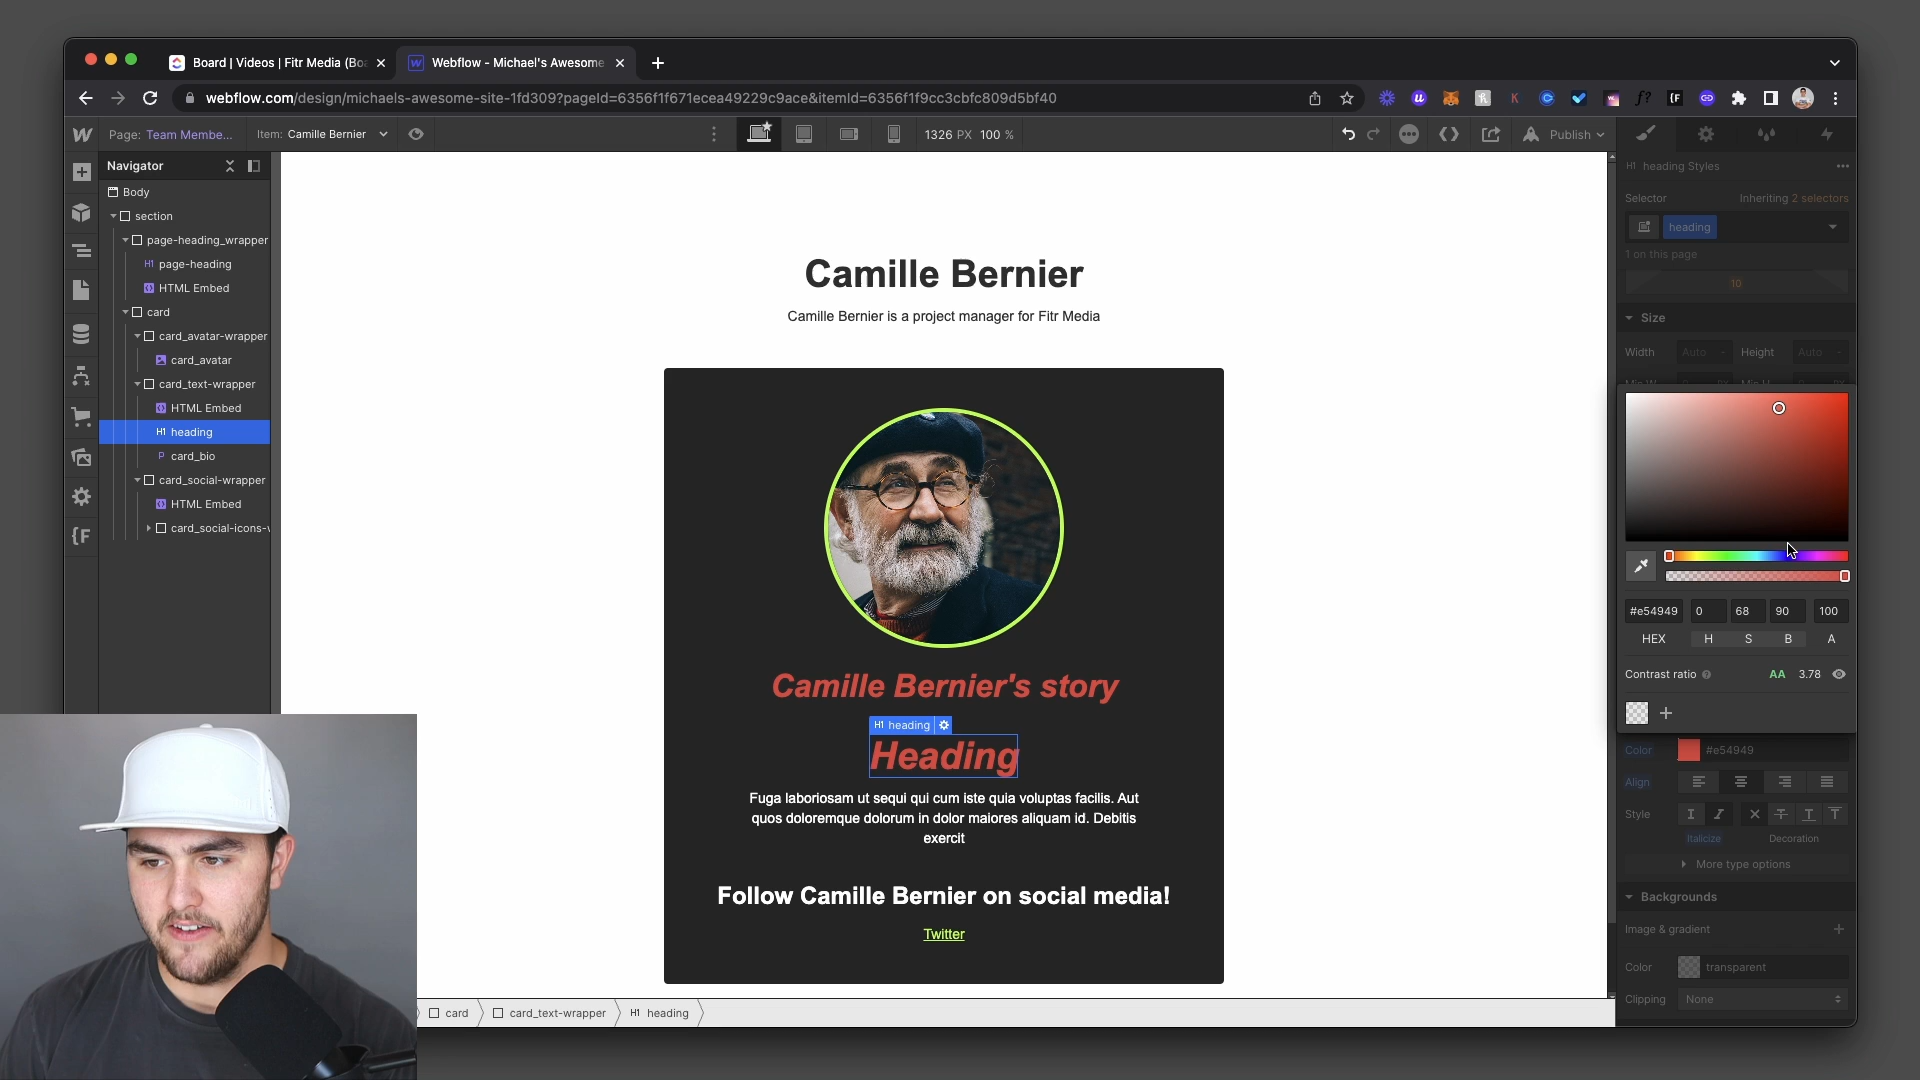 Board | Videos | Fitr Media (Boa
Webflow - Michael's Awesome
webflow.com/design/michaels-awesome-site-1fd309?pageId=6356f1f671ecea49229c9ace&itemId=6356f1f9cc3cbfc809d5bf40
Page: Team Membe... Item: Camille Bernier
1326 PX 100 %
Publish
Navigator
Body
section
page-heading_wrapper
H1 page-heading
HTML Embed
card
card_avatar-wrapper
card_avatar
card_text-wrapper
HTML Embed
H1 heading
P card_bio
card_social-wrapper
HTML Embed
card_social-icons-w
{F
Camille Bernier
Camille Bernier is a project manager for Fitr Media
Camille Bernier's story
H1 heading
Heading
Fuga laboriosam ut sequi qui cum iste quia voluptas facilis. Aut
quos doloremque dolorum in dolor maiores aliquam id. Debitis
exercit
Follow Camille Bernier on social media!
Twitter
card card_text-wrapper H1 heading
H1 heading Styles
Selector Inheriting 2 selectors
heading
1 on this page
10
Size
Width Auto - Height Auto -
#e54949 0 68 90 100
HEX H S B A
Contrast ratio AA 3.78
Color #e54949
Align
Style
Italicize Decoration
More type options
Backgrounds
Image & gradient
Color transparent
Clipping None